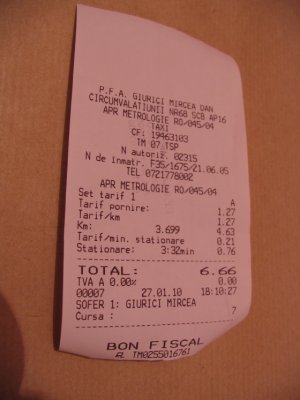 P.F.A. GIURICI MIRCEA DAN
CIRCUMVALATIUNII NR68 SCB AP16
APR METROLOGIE RO/045/04
TAXI
CF: 19463103
TM 07 TSP
N autoriz. 02315
N de inmatr. F35/1675/21.06.05
TEL 0721778002
APR METROLOGIE RO/045/04
Set tarif 1 A
Tarif pornire: 1.27
Tarif/km 1.27
Km: 3.699 4.63
Tarif/min. stationare 0.21
Stationare: 3:32min 0.76
TOTAL: 6.66
TVA A 0.00% 0.00
00007 27.01.10 18:10:27
SOFER 1: GIURICI MIRCEA
Cursa : 7
BON FISCAL
TM0255016761